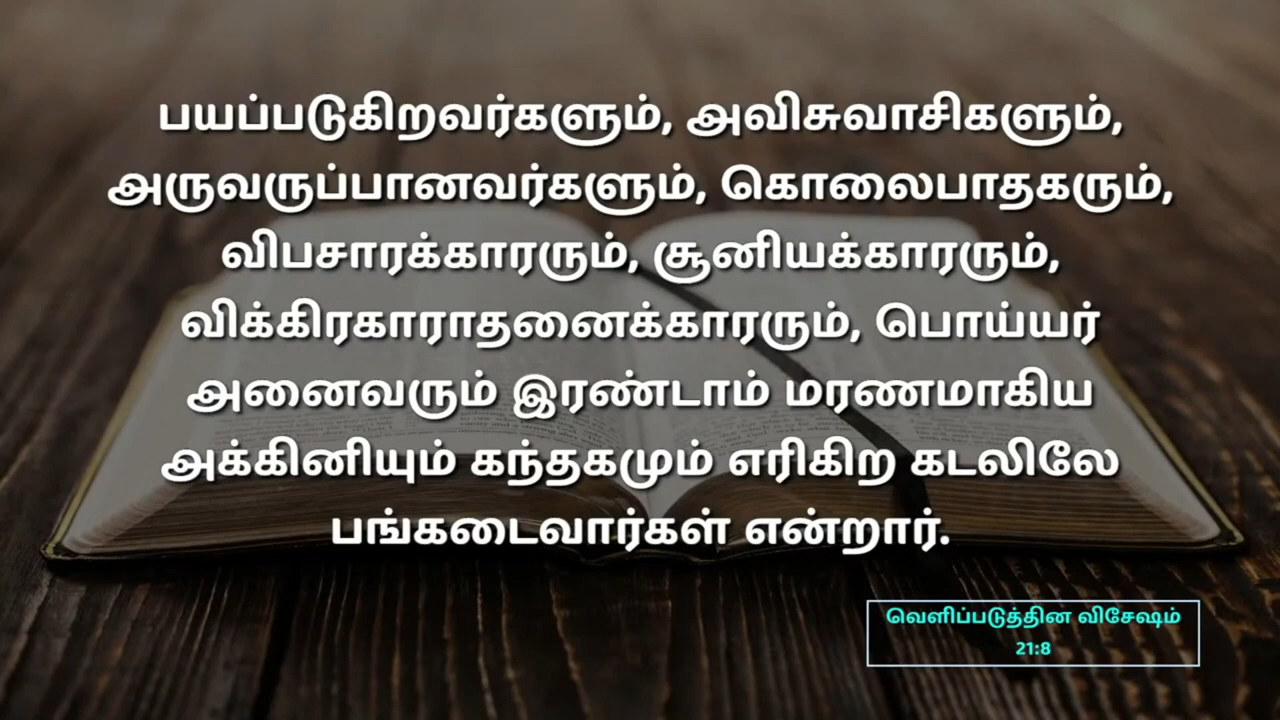 பயப்படுகிறவர்களும், அவிசுவாசிகளும்,
அருவருப்பானவர்களும், கொலைபாதகரும்,
விபசாரக்காரரும், சூனியக்காரரும்,
விக்கிரகாராதனைக்காரரும், பொய்யர்
அனைவரும் இரண்டாம் மரணமாகிய
அக்கினியும் கந்தகமும் எரிகிற கடலிலே
பங்கடைவார்கள் என்றார்.
வெளிப்படுத்தின விசேஷம்
21:8